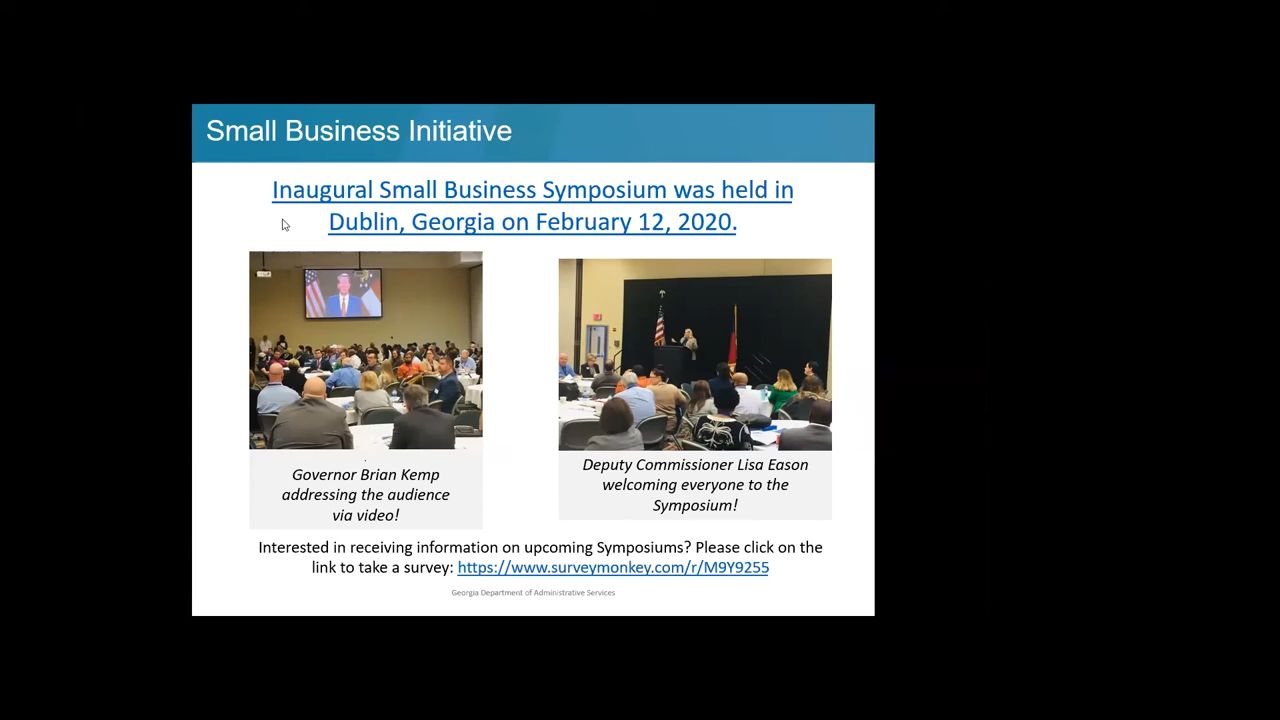 Small Business Initiative
Inaugural Small Business Symposium was held in
Dublin, Georgia on February 12, 2020.
.
Governor Brian Kemp
addressing the audience
via video!
Deputy Commissioner Lisa Eason
welcoming everyone to the
Symposium!
Interested in receiving information on upcoming Symposiums? Please click on the
link to take a survey: https://www.surveymonkey.com/r/M9Y9255
Georgia Department of Administrative Services